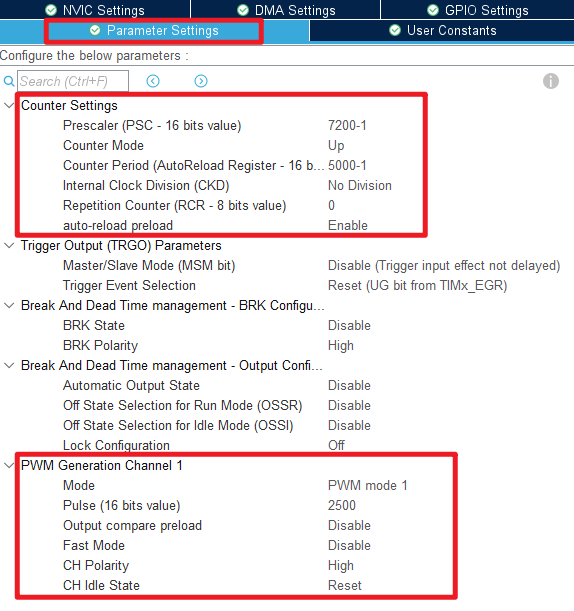 NVIC Settings DMA Settings GPIO Settings
Parameter Settings User Constants
Configure the below parameters :
Search (Ctrl+F)
Counter Settings
Prescaler (PSC - 16 bits value) 7200-1
Counter Mode Up
Counter Period (AutoReload Register - 16 b... 5000-1
Internal Clock Division (CKD) No Division
Repetition Counter (RCR - 8 bits value) 0
auto-reload preload Enable
Trigger Output (TRGO) Parameters
Master/Slave Mode (MSM bit) Disable (Trigger input effect not delayed)
Trigger Event Selection Reset (UG bit from TIMx_EGR)
Break And Dead Time management - BRK Configu...
BRK State Disable
BRK Polarity High
Break And Dead Time management - Output Confi...
Automatic Output State Disable
Off State Selection for Run Mode (OSSR) Disable
Off State Selection for Idle Mode (OSSI) Disable
Lock Configuration Off
PWM Generation Channel 1
Mode PWM mode 1
Pulse (16 bits value) 2500
Output compare preload Disable
Fast Mode Disable
CH Polarity High
CH Idle State Reset